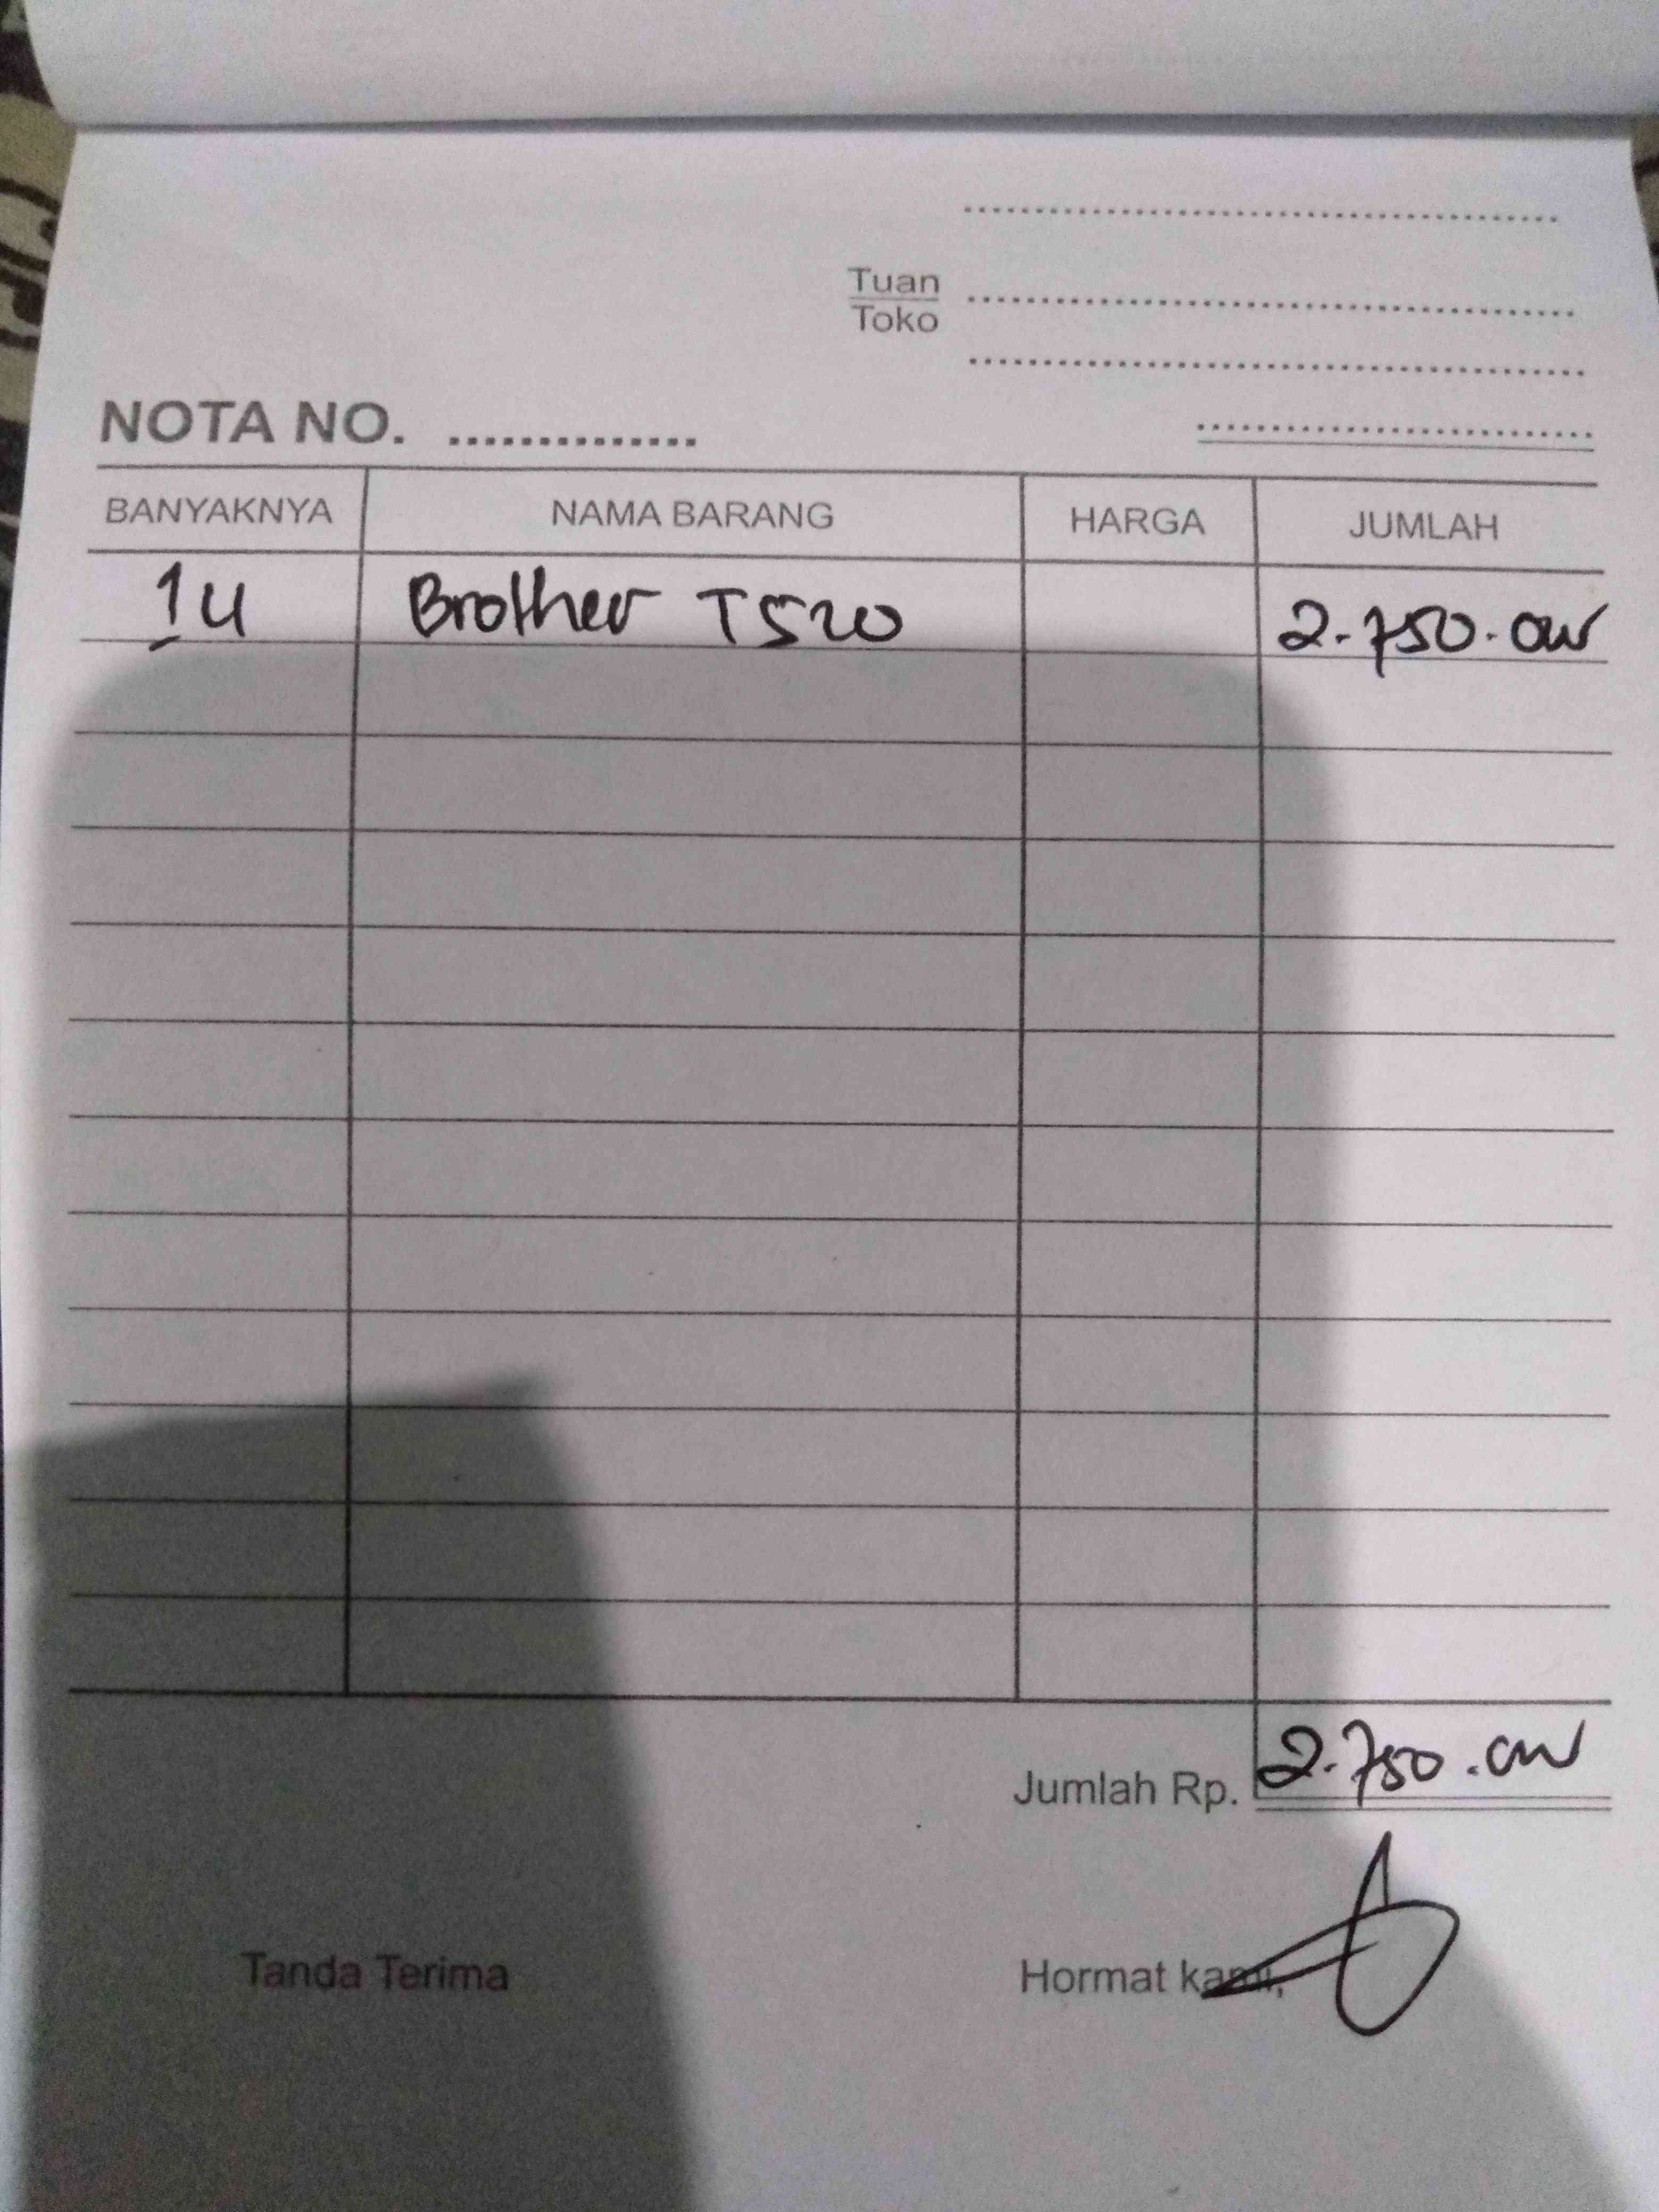 Tuan
Toko
NOTA NO. ..............
BANYAKNYA NAMA BARANG HARGA JUMLAH
1 u Brother T520 2.750.000
Jumlah Rp. 2.750.000
Tanda Terima Hormat kami,